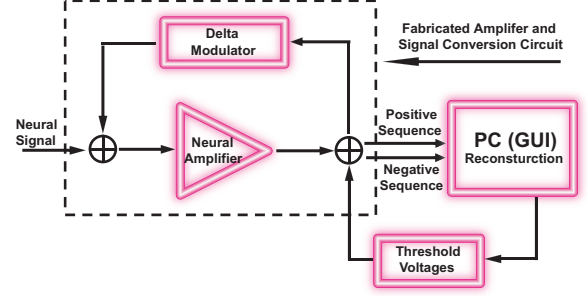 Delta
Modulator
Fabricated Amplifer and
Signal Conversion Circuit
Neural
Signal
Neural
Amplifier
Positive
Sequence
Negative
Sequence
PC (GUI)
Reconsturction
Threshold
Voltages